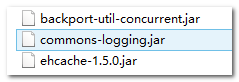 backport-util-concurrent.jar
commons-logging.jar
ehcache-1.5.0.jar